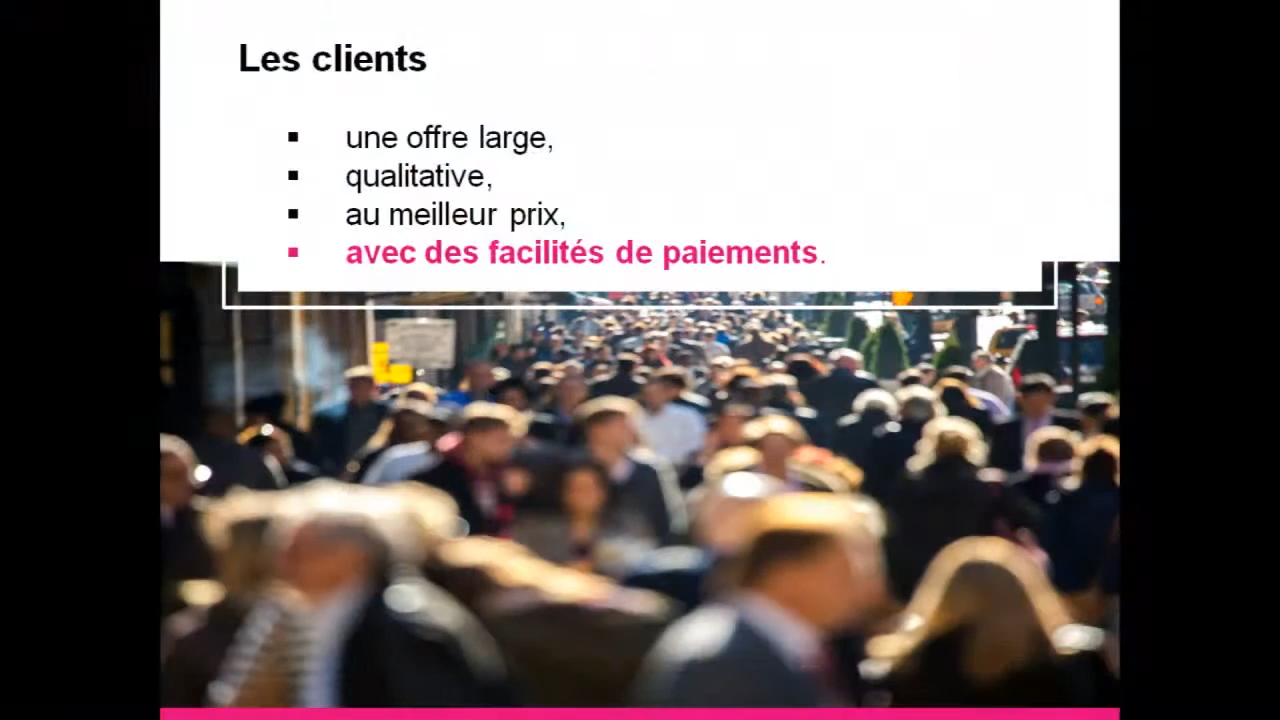 Les clients
▪ une offre large,
▪ qualitative,
▪ au meilleur prix,
▪ avec des facilités de paiements.